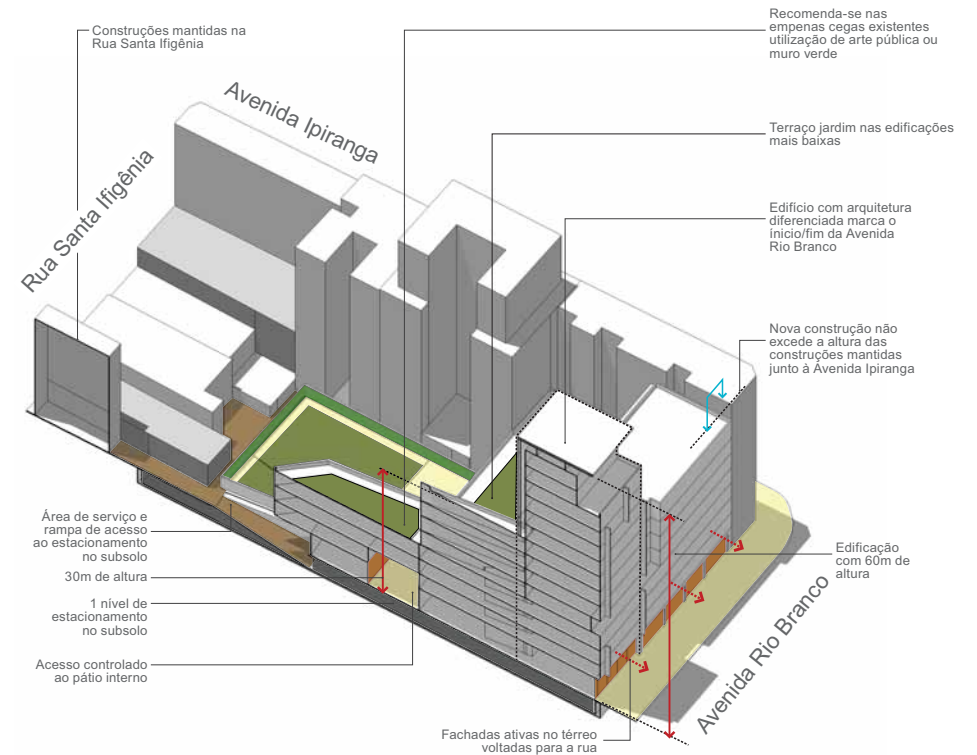 Construções mantidas na
Rua Santa Ifigênia
Recomenda-se nas
empenas cegas existentes
utilização de arte pública ou
muro verde
Avenida Ipiranga
Rua Santa Ifigênia
Terraço jardim nas edificações
mais baixas
Edifício com arquitetura
diferenciada marca o
ínicio/fim da Avenida
Rio Branco
Nova construção não
excede a altura das
construções mantidas
junto à Avenida Ipiranga
Área de serviço e
rampa de acesso
ao estacionamento
no subsolo
30m de altura
1 nível de
estacionamento
no subsolo
Acesso controlado
ao pátio interno
Edificação
com 60m de
altura
Avenida Rio Branco
Fachadas ativas no térreo
voltadas para a rua